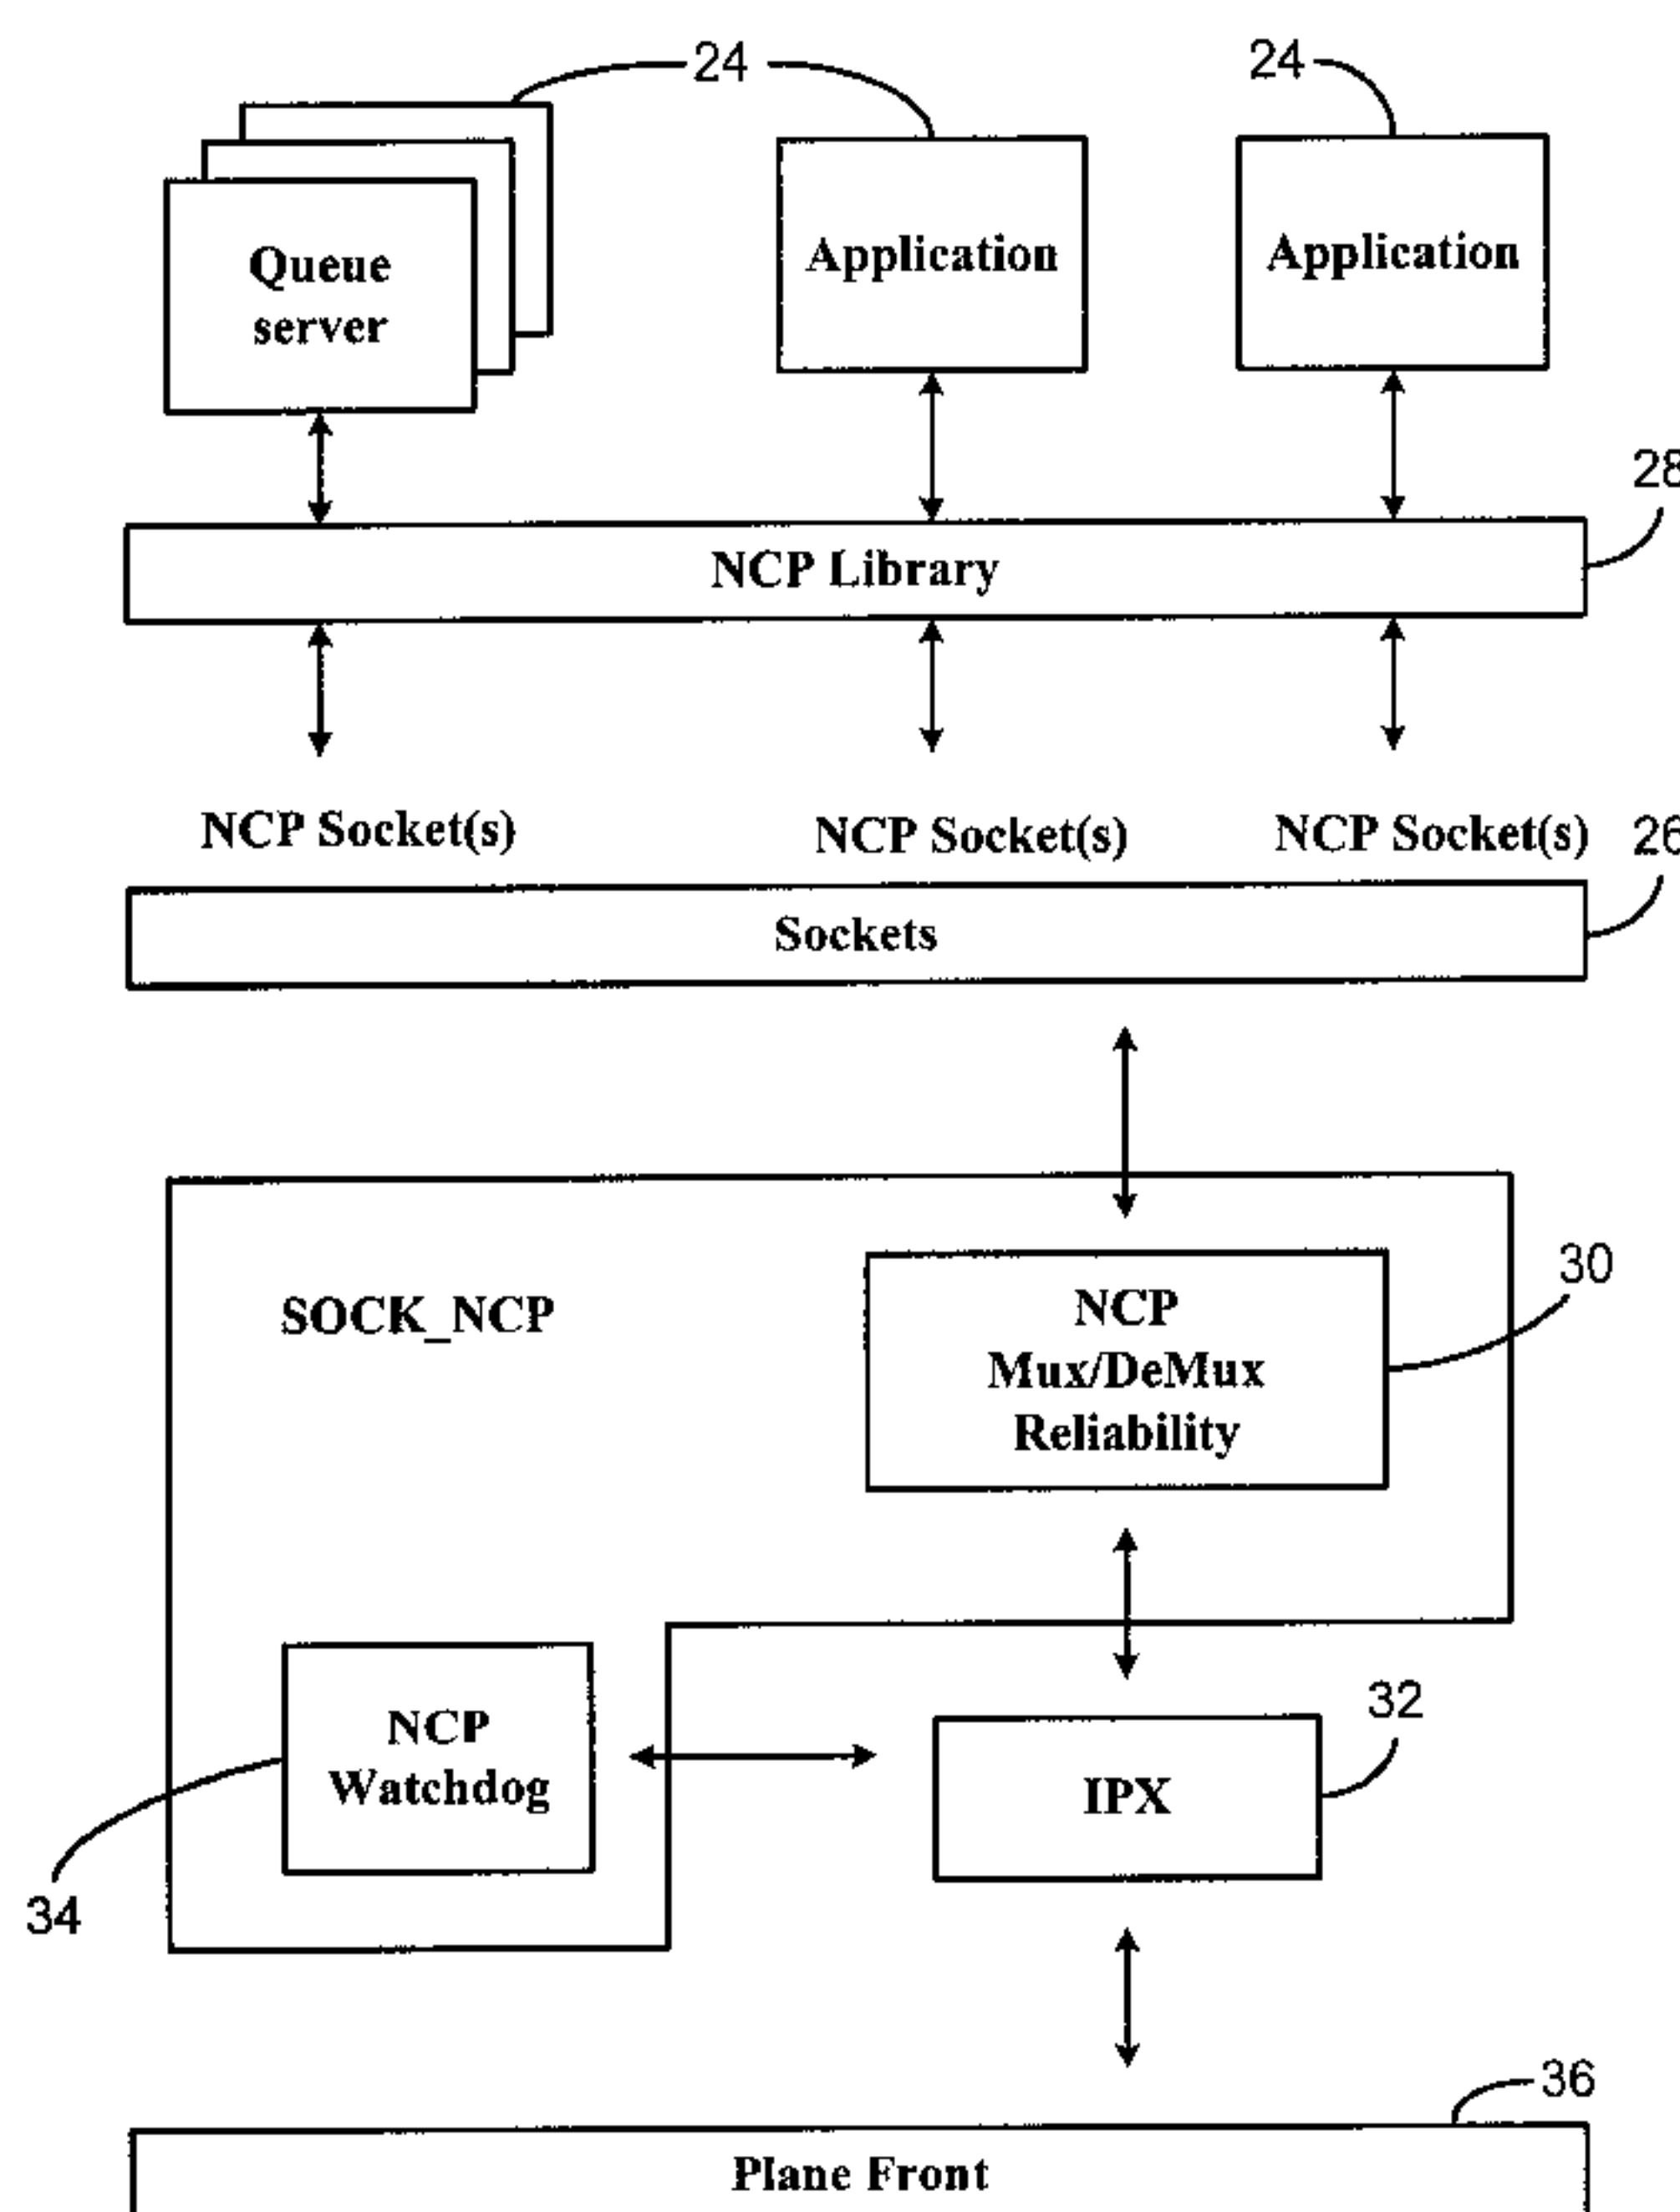 24
24
Queue
server
Application
Application
28
NCP Library
NCP Socket(s)
NCP Socket(s)
NCP Socket(s)
26
Sockets
SOCK_NCP
NCP
Mux/DeMux
Reliability
30
NCP
Watchdog
IPX
32
34
36
Plane Front